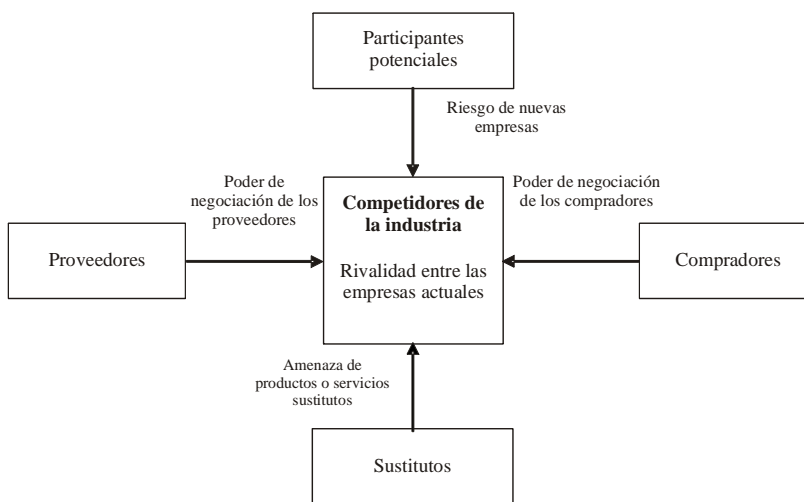 Participantes
potenciales
Riesgo de nuevas
empresas
Poder de
negociación de los
proveedores
Competidores de
la industria
Rivalidad entre las
empresas actuales
Poder de negociación
de los compradores
Proveedores
Compradores
Amenaza de
productos o servicios
sustitutos
Sustitutos